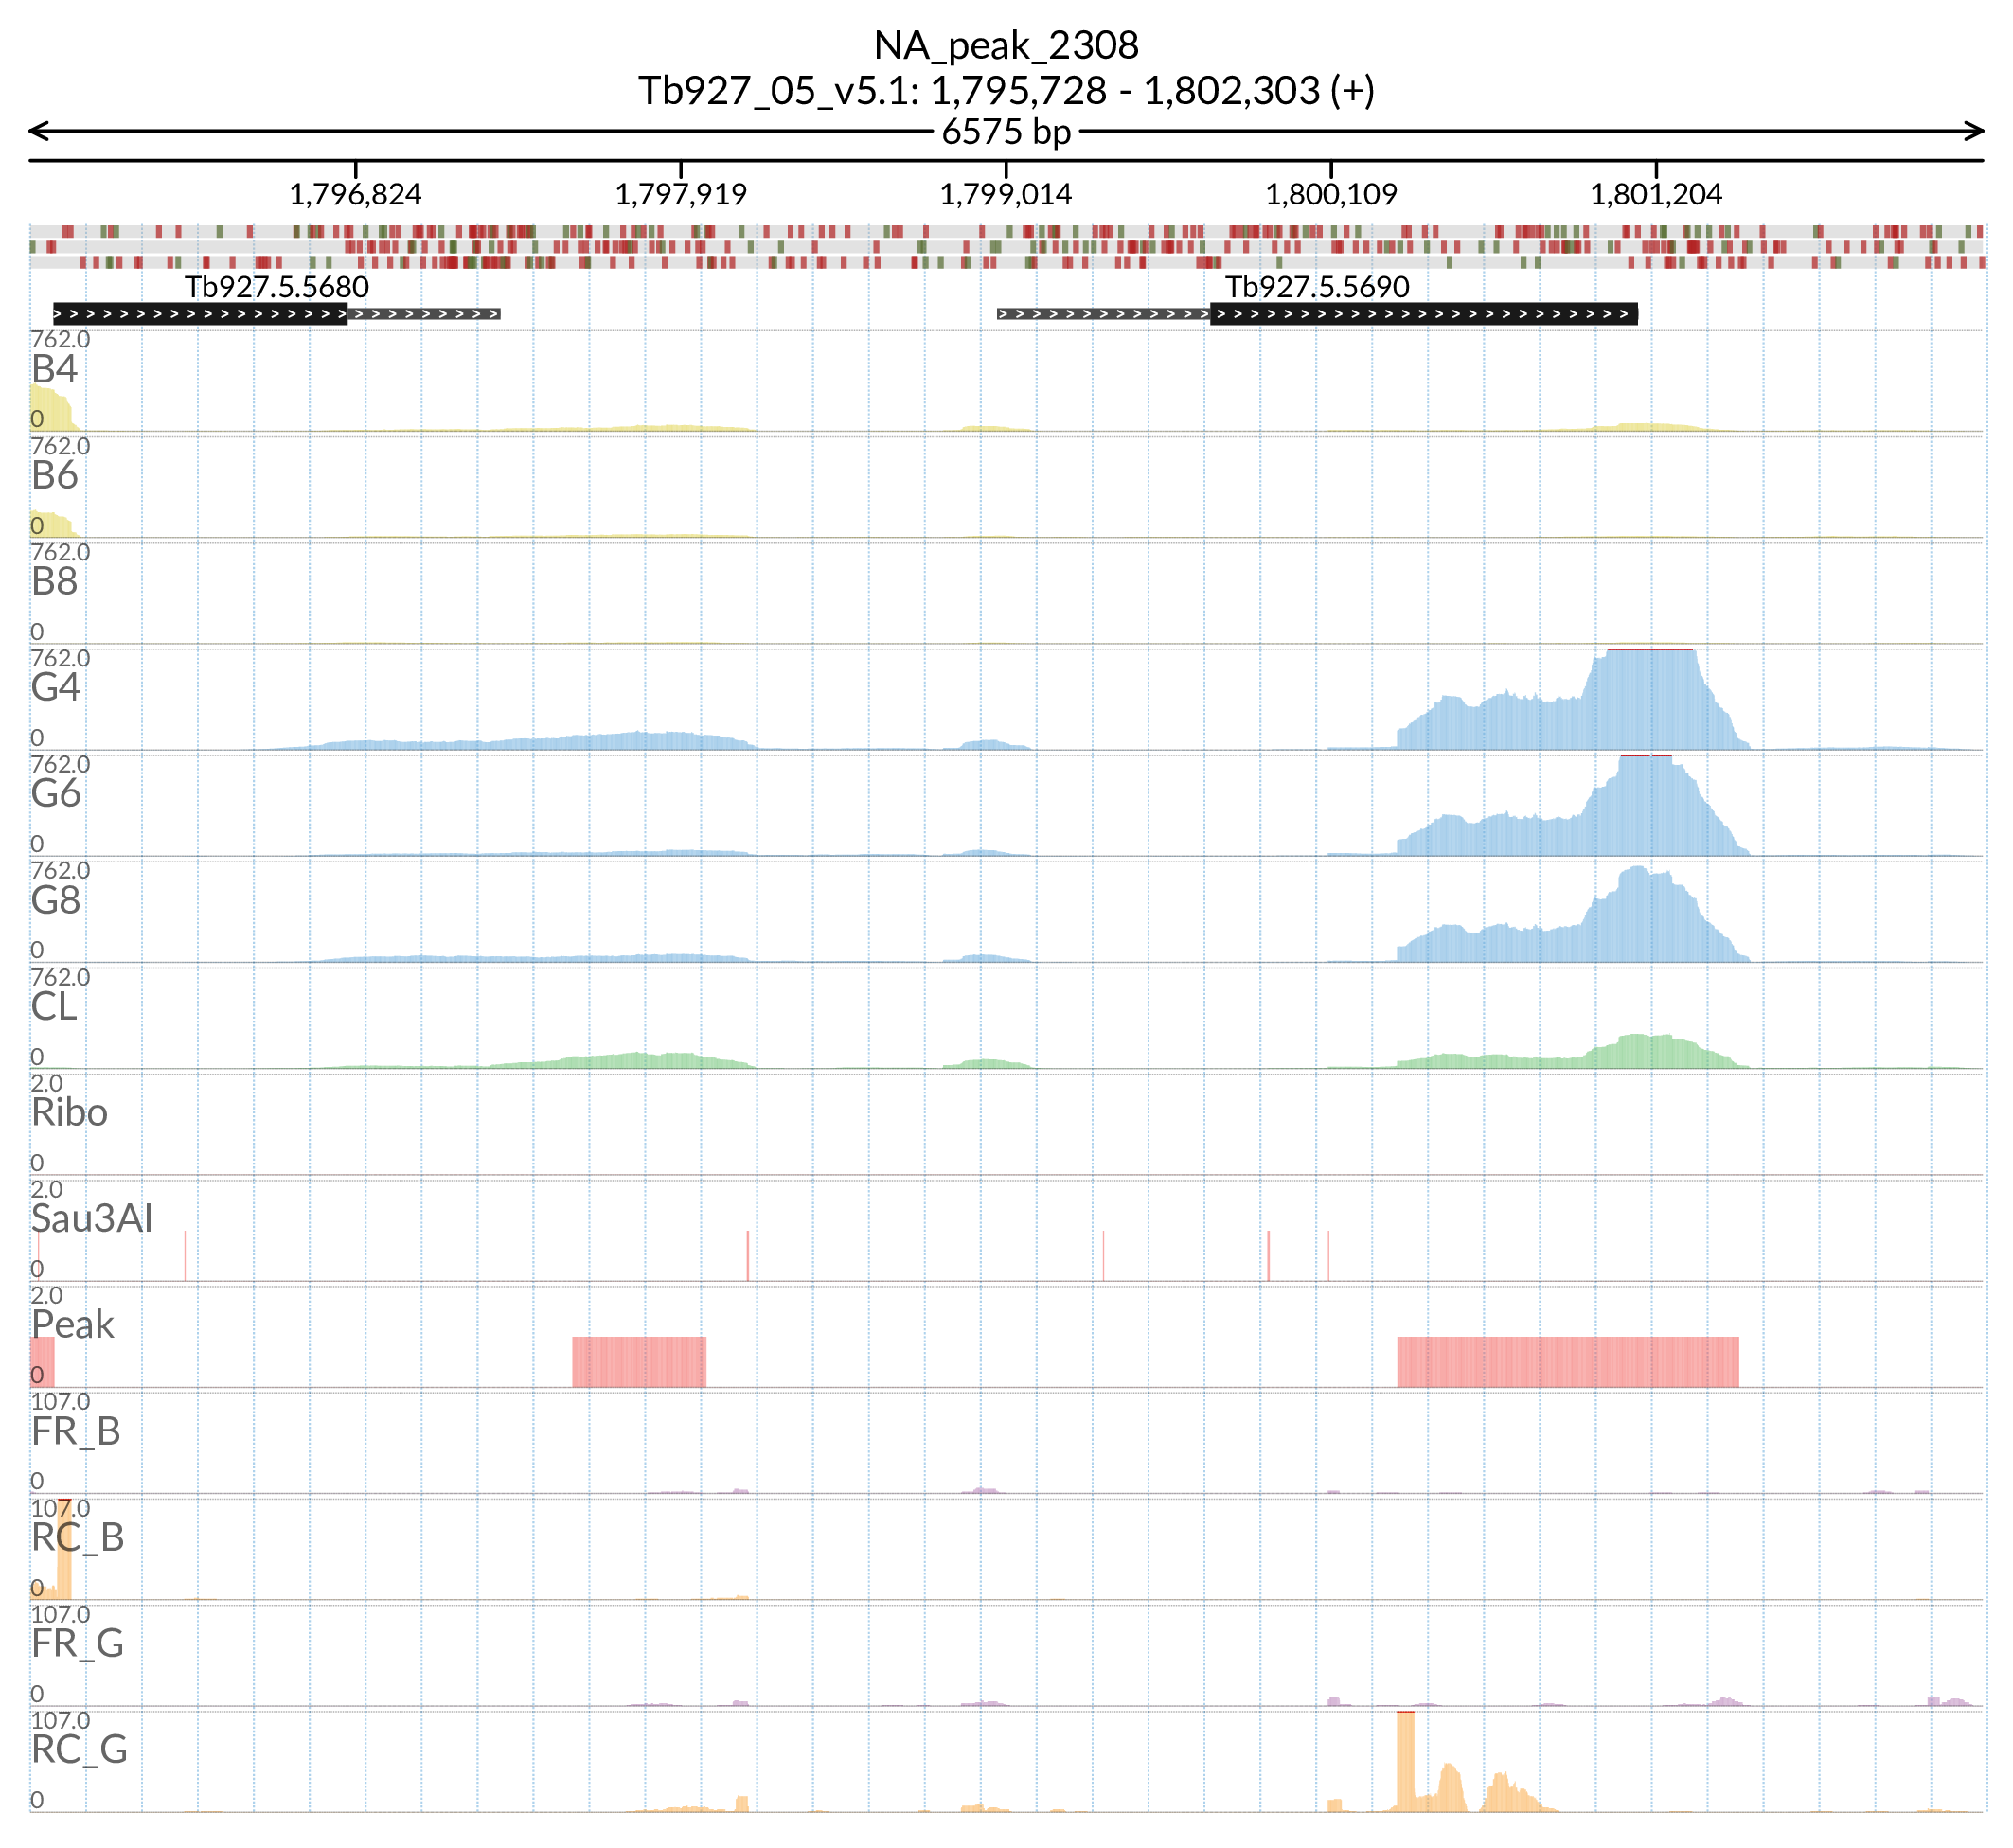 NA_peak_2308
Tb927_05_v5.1: 1,795,728 - 1,802,303 (+)
6575 bp
1,796,824 1,797,919 1,799,014 1,800,109 1,801,204
Tb927.5.5680 Tb927.5.5690
762.0
B4
0
762.0
B6
0
762.0
B8
0
762.0
G4
0
762.0
G6
0
762.0
G8
0
762.0
CL
0
2.0
Ribo
0
2.0
Sau3AI
0
2.0
Peak
0
107.0
FR_B
0
107.0
RC_B
0
107.0
FR_G
0
107.0
RC_G
0